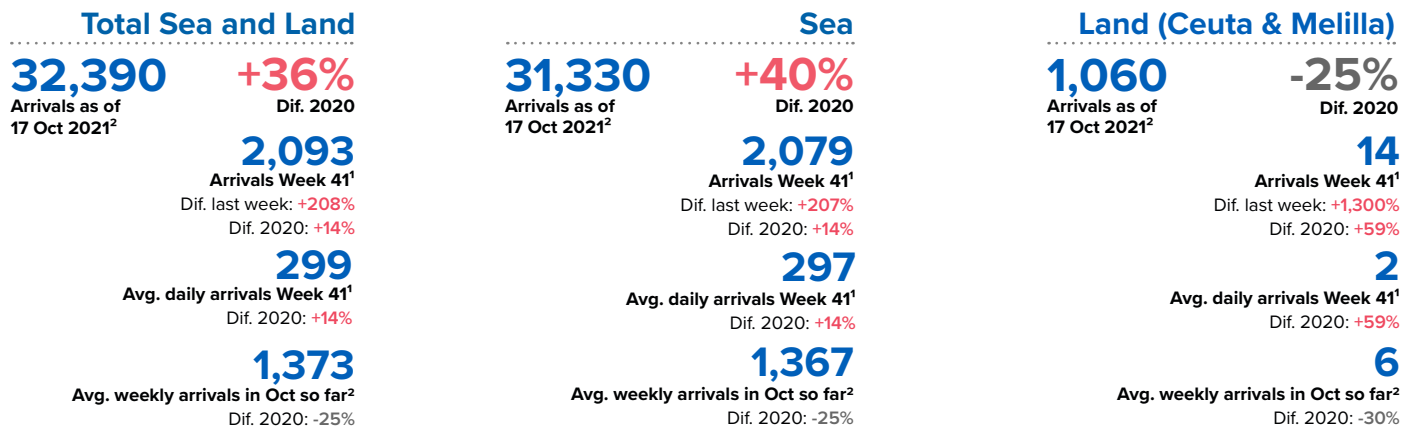 Total Sea and Land
32,390
+36%
Arrivals as of
17 Oct 2021²
Dif. 2020
2,093
Arrivals Week 41¹
Dif. last week: +208%
Dif. 2020: +14%
299
Avg. daily arrivals Week 41¹
Dif. 2020: +14%
1,373
Avg. weekly arrivals in Oct so far²
Dif. 2020: -25%
Sea
31,330
+40%
Arrivals as of
17 Oct 2021²
Dif. 2020
2,079
Arrivals Week 41¹
Dif. last week: +207%
Dif. 2020: +14%
297
Avg. daily arrivals Week 41¹
Dif. 2020: +14%
1,367
Avg. weekly arrivals in Oct so far²
Dif. 2020: -25%
Land (Ceuta & Melilla)
1,060
-25%
Arrivals as of
17 Oct 2021²
Dif. 2020
14
Arrivals Week 41¹
Dif. last week: +1,300%
Dif. 2020: +59%
2
Avg. daily arrivals Week 41¹
Dif. 2020: +59%
6
Avg. weekly arrivals in Oct so far²
Dif. 2020: -30%